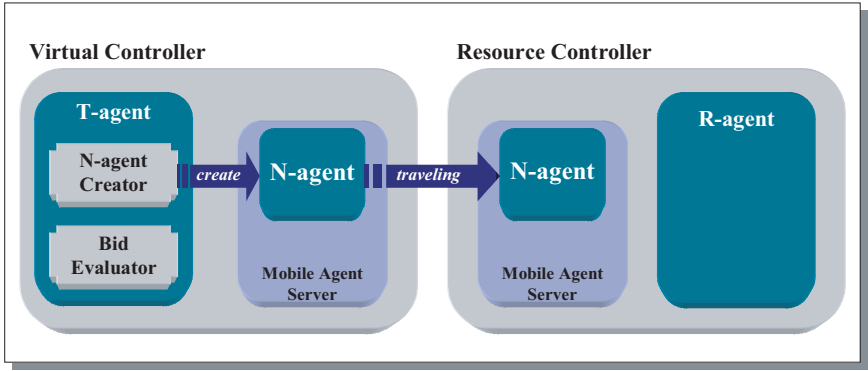 Virtual Controller
Resource Controller
T-agent
N-agent
Creator
Bid
Evaluator
create
N-agent
Mobile Agent
Server
traveling
N-agent
Mobile Agent
Server
R-agent